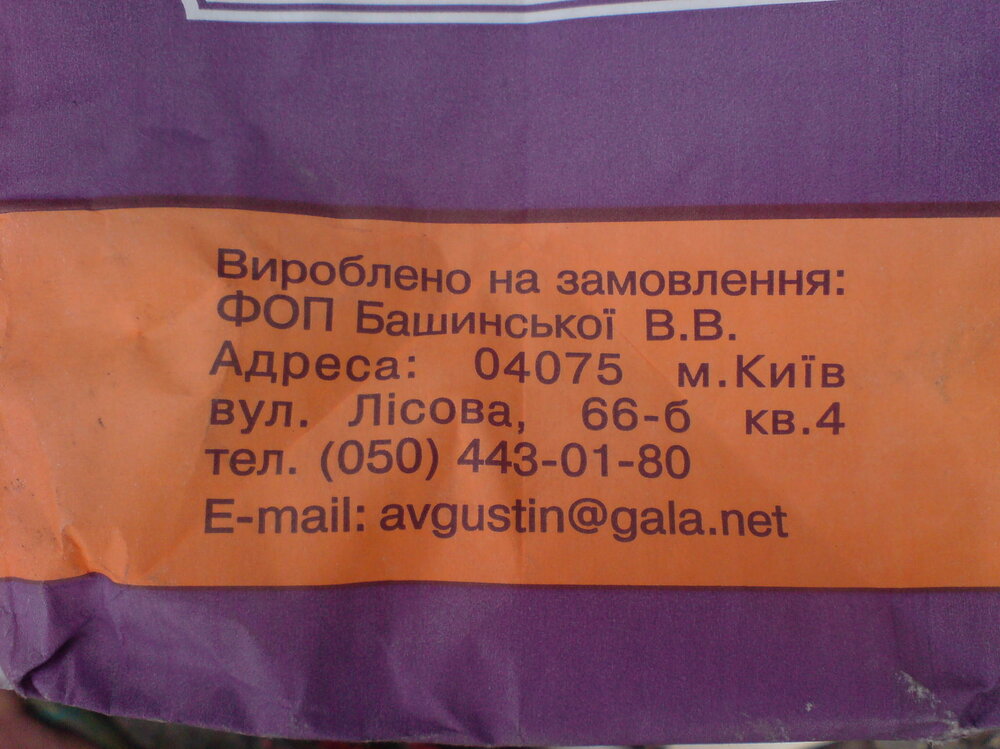 Вироблено на замовлення:
ФОП Башинської В.В.
Адреса: 04075 м.Київ
вул. Лісова, 66-б кв.4
тел. (050) 443-01-80
E-mail: avgustin@gala.net